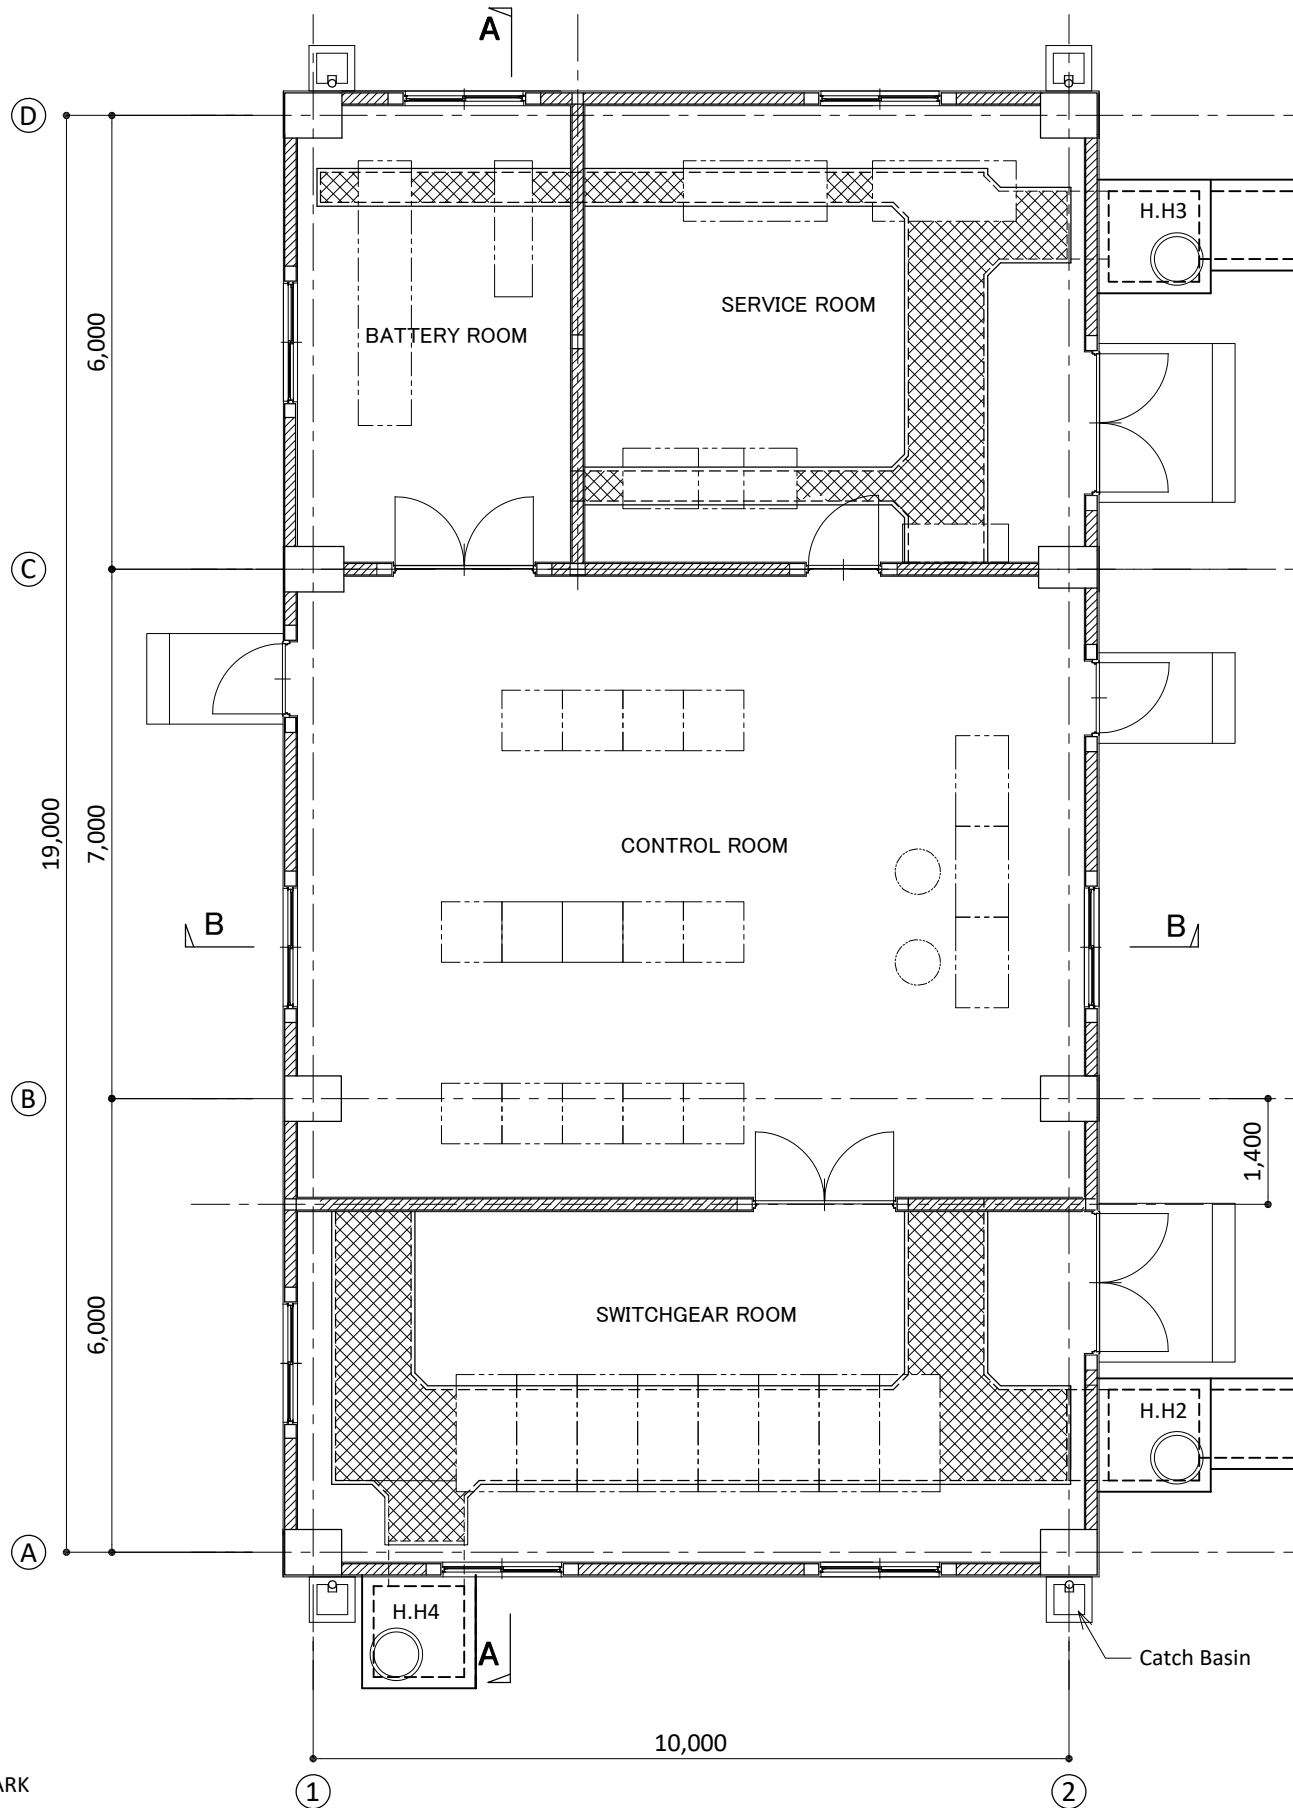 A
D
H.H3
SERVICE ROOM
BATTERY ROOM
6,000
C
19,000
7,000
CONTROL ROOM
B
B
B
1,400
6,000
SWITCHGEAR ROOM
H.H2
A
H.H4
A
Catch Basin
10,000
ARK
1
2